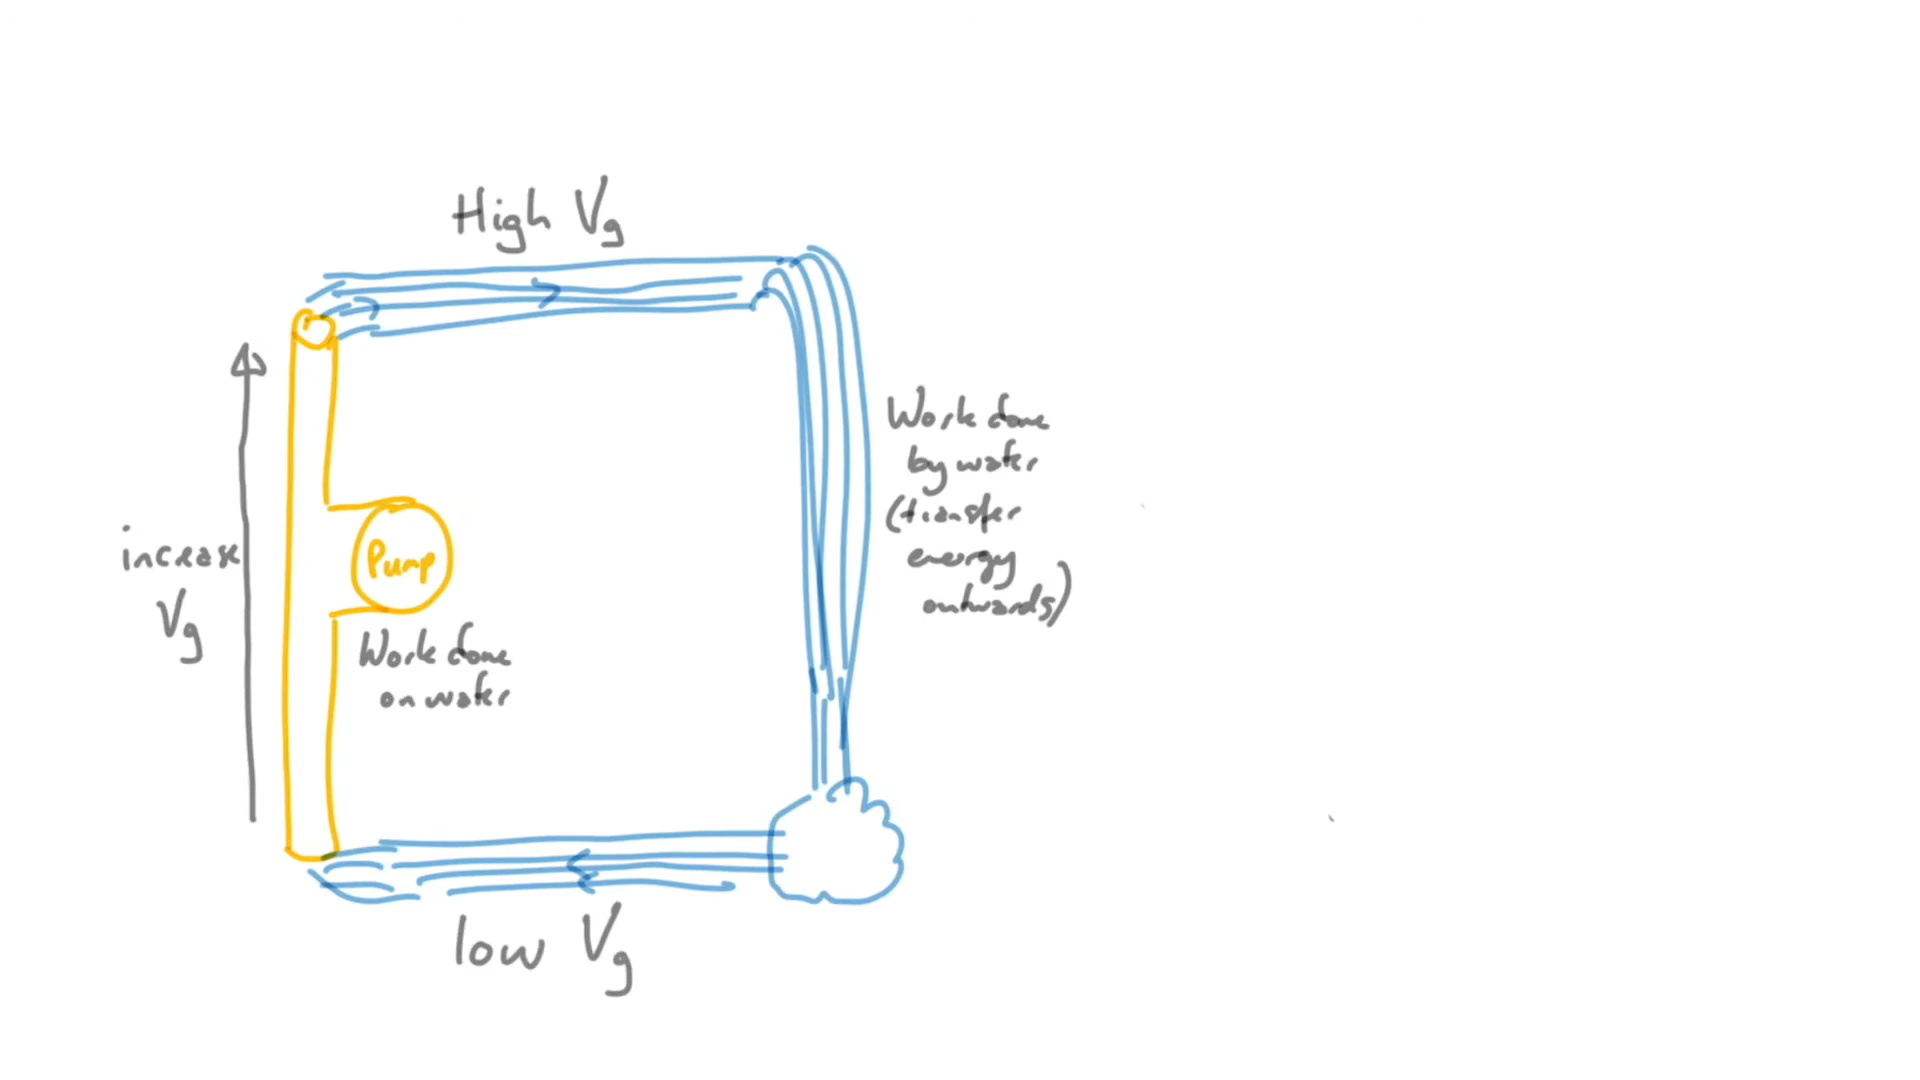 High Vg
increase
Vg
Pump
Work done
on water
Work done
by water
(transfer
energy
onwards)
low Vg